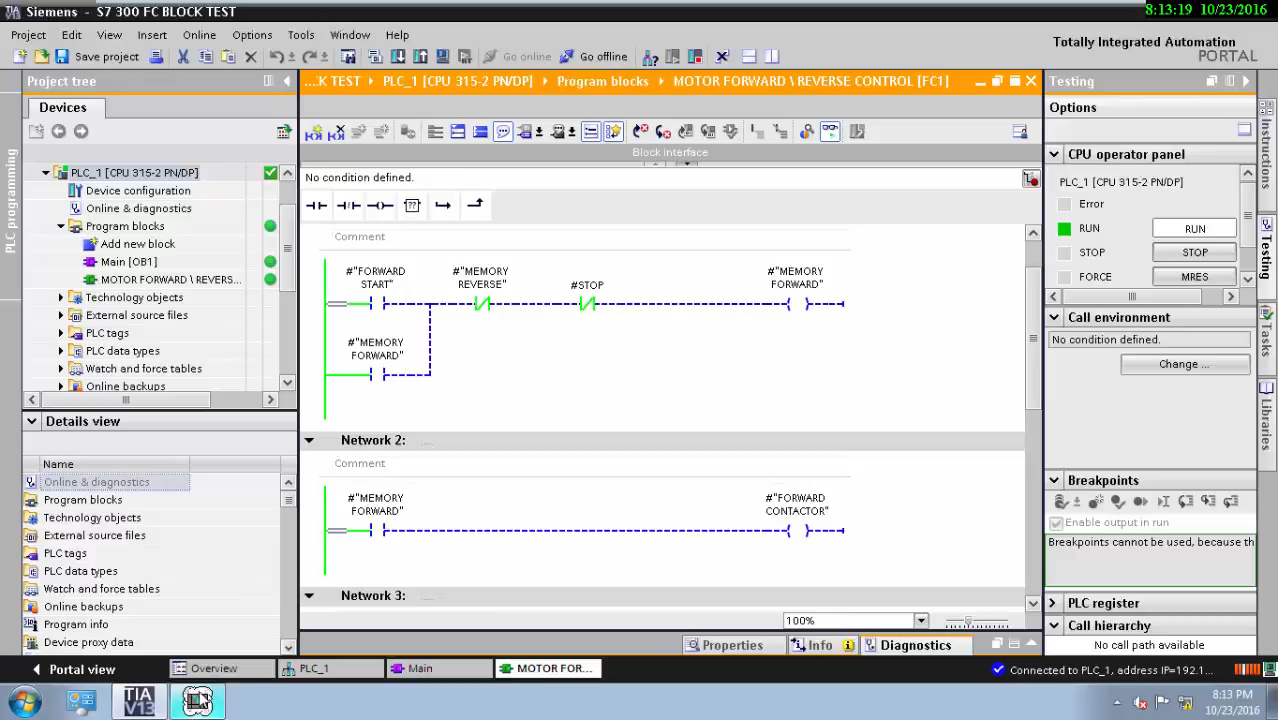 8:13:19 10/23/2016
Siemens - S7 300 FC BLOCK TEST
Project Edit View Insert Online Options Tools Window Help
Totally Integrated Automation
PORTAL
Save project Go online Go offline
Project tree
...K TEST PLC_1 [CPU 315-2 PN/DP] Program blocks MOTOR FORWARD \ REVERSE CONTROL [FC1]
Testing
Devices
Options
Block interface
CPU operator panel
PLC programming
PLC_1 [CPU 315-2 PN/DP]
Device configuration
Online & diagnostics
Program blocks
Add new block
Main [OB1]
MOTOR FORWARD \ REVERS...
Technology objects
External source files
PLC tags
PLC data types
Watch and force tables
Online backups
Details view
Name
Online & diagnostics
Program blocks
Technology objects
External source files
PLC tags
PLC data types
Watch and force tables
Online backups
Program info
Device proxy data
No condition defined.
??
Comment
#"FORWARD
START"
#"MEMORY
REVERSE"
#STOP
#"MEMORY
FORWARD"
#"MEMORY
FORWARD"
Network 2: .....
Comment
#"MEMORY
FORWARD"
#"FORWARD
CONTACTOR"
Network 3: .....
100%
Properties Info Diagnostics
PLC_1 [CPU 315-2 PN/DP]
Error
RUN RUN
STOP STOP
FORCE MRES
Call environment
No condition defined.
Change ...
Breakpoints
Enable output in run
Breakpoints cannot be used, because th
PLC register
Call hierarchy
No call path available
Instructions
Testing
Tasks
Libraries
Portal view Overview PLC_1 Main MOTOR FOR...
Connected to PLC_1, address IP=192.1...
TIA
V13
8:13 PM
10/23/2016